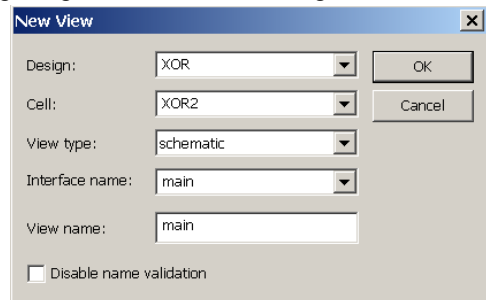 New View
Design: XOR OK
Cell: XOR2 Cancel
View type: schematic
Interface name: main
View name: main
Disable name validation